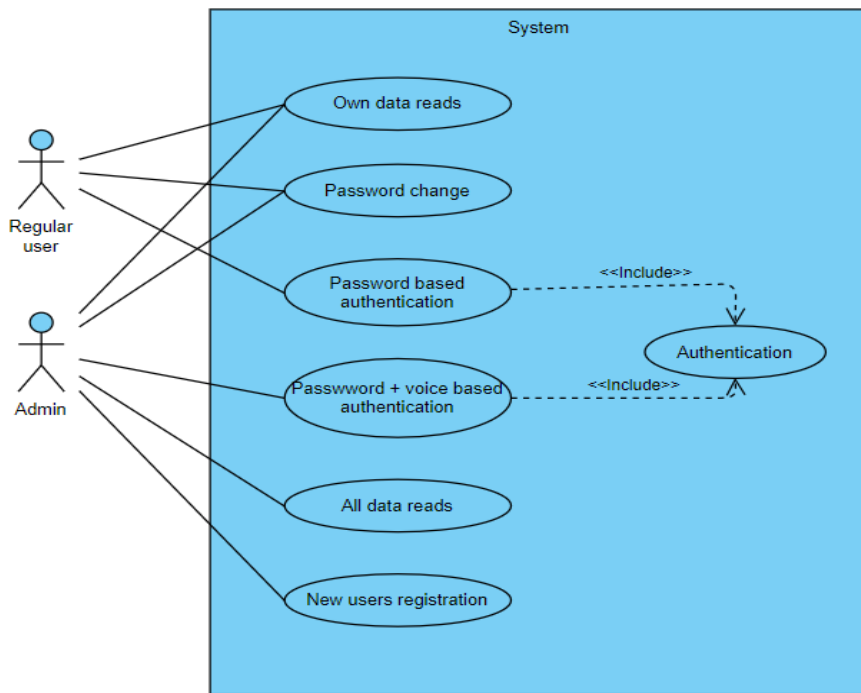 System
Own data reads
Regular
user
Password change
Password based
authentication
<<Include>>
Authentication
Admin
Passwword + voice based
authentication
<<Include>>
All data reads
New users registration